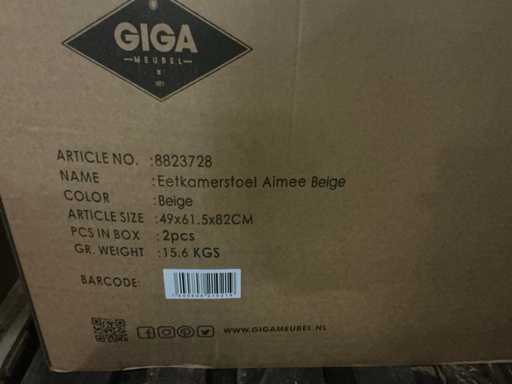 GIGA
—MEUBEL—
ARTICLE NO. :8823728
NAME :Eetkamerstoel Aimee Beige
COLOR :Beige
ARTICLE SIZE :49x61.5x82CM
PCS IN BOX :2pcs
GR. WEIGHT :15.6 KGS
BARCODE:
WWW.GIGAMEUBEL.NL